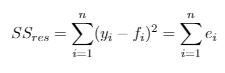 SS_{res} = \sum_{i=1}^{n} (y_i - f_i)^2 = \sum_{i=1}^{n} e_i